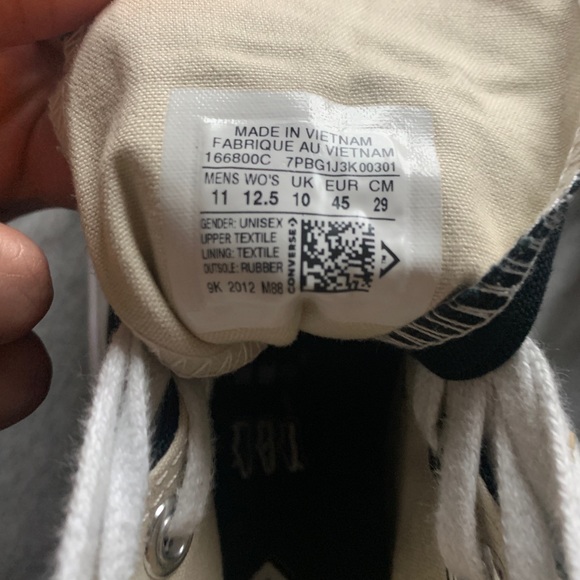 MADE IN VIETNAM
FABRIQUE AU VIETNAM
166800C 7PBG1J3K00301
MENS WO'S UK EUR CM
11 12.5 10 45 29
GENDER: UNISEX
UPPER TEXTILE
LINING: TEXTILE
OUTSOLE: RUBBER
9K 2012 M88
CONVERSE